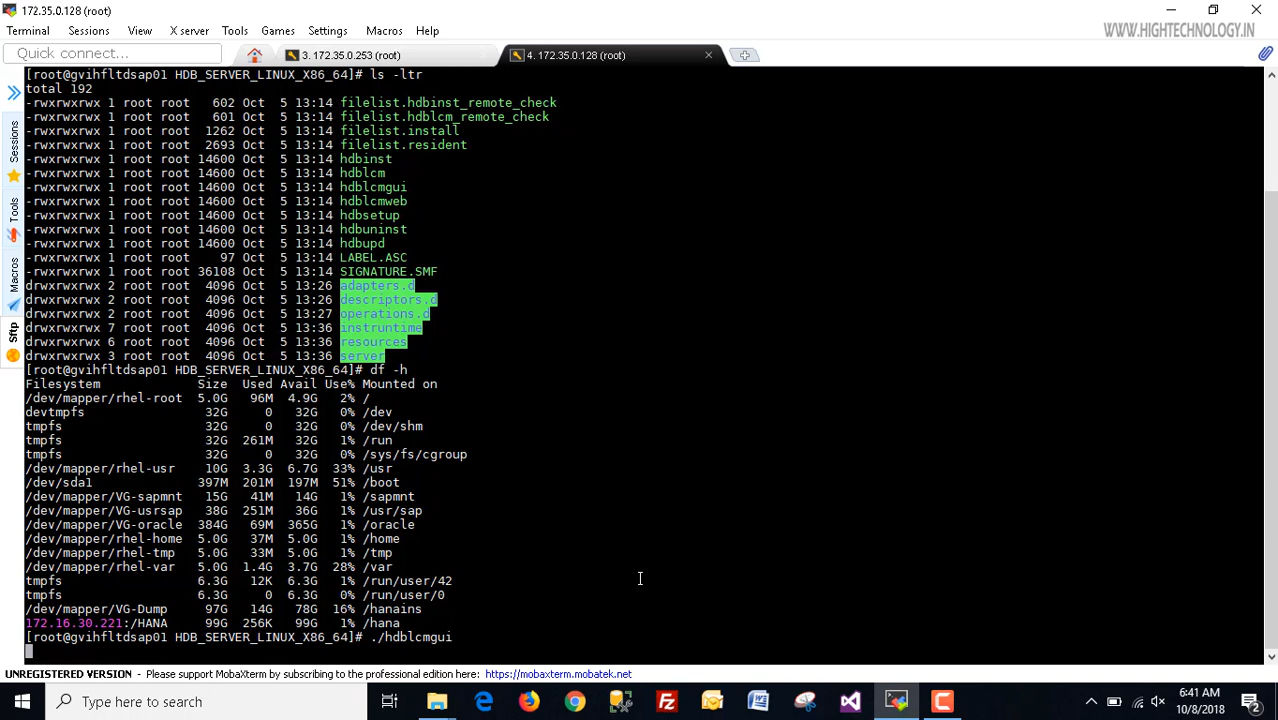 172.35.0.128 (root)
WWW.HIGHTECHNOLOGY.IN
Terminal Sessions View X server Tools Games Settings Macros Help
Quick connect...
3. 172.35.0.253 (root)
4. 172.35.0.128 (root)
Sessions
Tools
Macros
Sftp
[root@gvihfltdsap01 HDB_SERVER_LINUX_X86_64]# ls -ltr
total 192
-rwxrwxrwx 1 root root 602 Oct 5 13:14 filelist.hdbinst_remote_check
-rwxrwxrwx 1 root root 601 Oct 5 13:14 filelist.hdblcm_remote_check
-rwxrwxrwx 1 root root 1262 Oct 5 13:14 filelist.install
-rwxrwxrwx 1 root root 2693 Oct 5 13:14 filelist.resident
-rwxrwxrwx 1 root root 14600 Oct 5 13:14 hdbinst
-rwxrwxrwx 1 root root 14600 Oct 5 13:14 hdblcm
-rwxrwxrwx 1 root root 14600 Oct 5 13:14 hdblcmgui
-rwxrwxrwx 1 root root 14600 Oct 5 13:14 hdblcmweb
-rwxrwxrwx 1 root root 14600 Oct 5 13:14 hdbsetup
-rwxrwxrwx 1 root root 14600 Oct 5 13:14 hdbuninst
-rwxrwxrwx 1 root root 14600 Oct 5 13:14 hdbupd
-rwxrwxrwx 1 root root 97 Oct 5 13:14 LABEL.ASC
-rwxrwxrwx 1 root root 36108 Oct 5 13:14 SIGNATURE.SMF
drwxrwxrwx 2 root root 4096 Oct 5 13:26 adapters.d
drwxrwxrwx 2 root root 4096 Oct 5 13:26 descriptors.d
drwxrwxrwx 2 root root 4096 Oct 5 13:27 operations.d
drwxrwxrwx 7 root root 4096 Oct 5 13:36 instruntime
drwxrwxrwx 6 root root 4096 Oct 5 13:36 resources
drwxrwxrwx 3 root root 4096 Oct 5 13:36 server
[root@gvihfltdsap01 HDB_SERVER_LINUX_X86_64]# df -h
Filesystem Size Used Avail Use% Mounted on
/dev/mapper/rhel-root 5.0G 96M 4.9G 2% /
devtmpfs 32G 0 32G 0% /dev
tmpfs 32G 0 32G 0% /dev/shm
tmpfs 32G 261M 32G 1% /run
tmpfs 32G 0 32G 0% /sys/fs/cgroup
/dev/mapper/rhel-usr 10G 3.3G 6.7G 33% /usr
/dev/sda1 397M 201M 197M 51% /boot
/dev/mapper/VG-sapmnt 15G 41M 14G 1% /sapmnt
/dev/mapper/VG-usrsap 38G 251M 36G 1% /usr/sap
/dev/mapper/VG-oracle 384G 69M 365G 1% /oracle
/dev/mapper/rhel-home 5.0G 37M 5.0G 1% /home
/dev/mapper/rhel-tmp 5.0G 33M 5.0G 1% /tmp
/dev/mapper/rhel-var 5.0G 1.4G 3.7G 28% /var
tmpfs 6.3G 12K 6.3G 1% /run/user/42
tmpfs 6.3G 0 6.3G 0% /run/user/0
/dev/mapper/VG-Dump 97G 14G 78G 16% /hanains
172.16.30.221:/HANA 99G 256K 99G 1% /hana
[root@gvihfltdsap01 HDB_SERVER_LINUX_X86_64]# ./hdblcmgui
UNREGISTERED VERSION - Please support MobaXterm by subscribing to the professional edition here: https://mobaxterm.mobatek.net
Type here to search
6:41 AM
10/8/2018
2